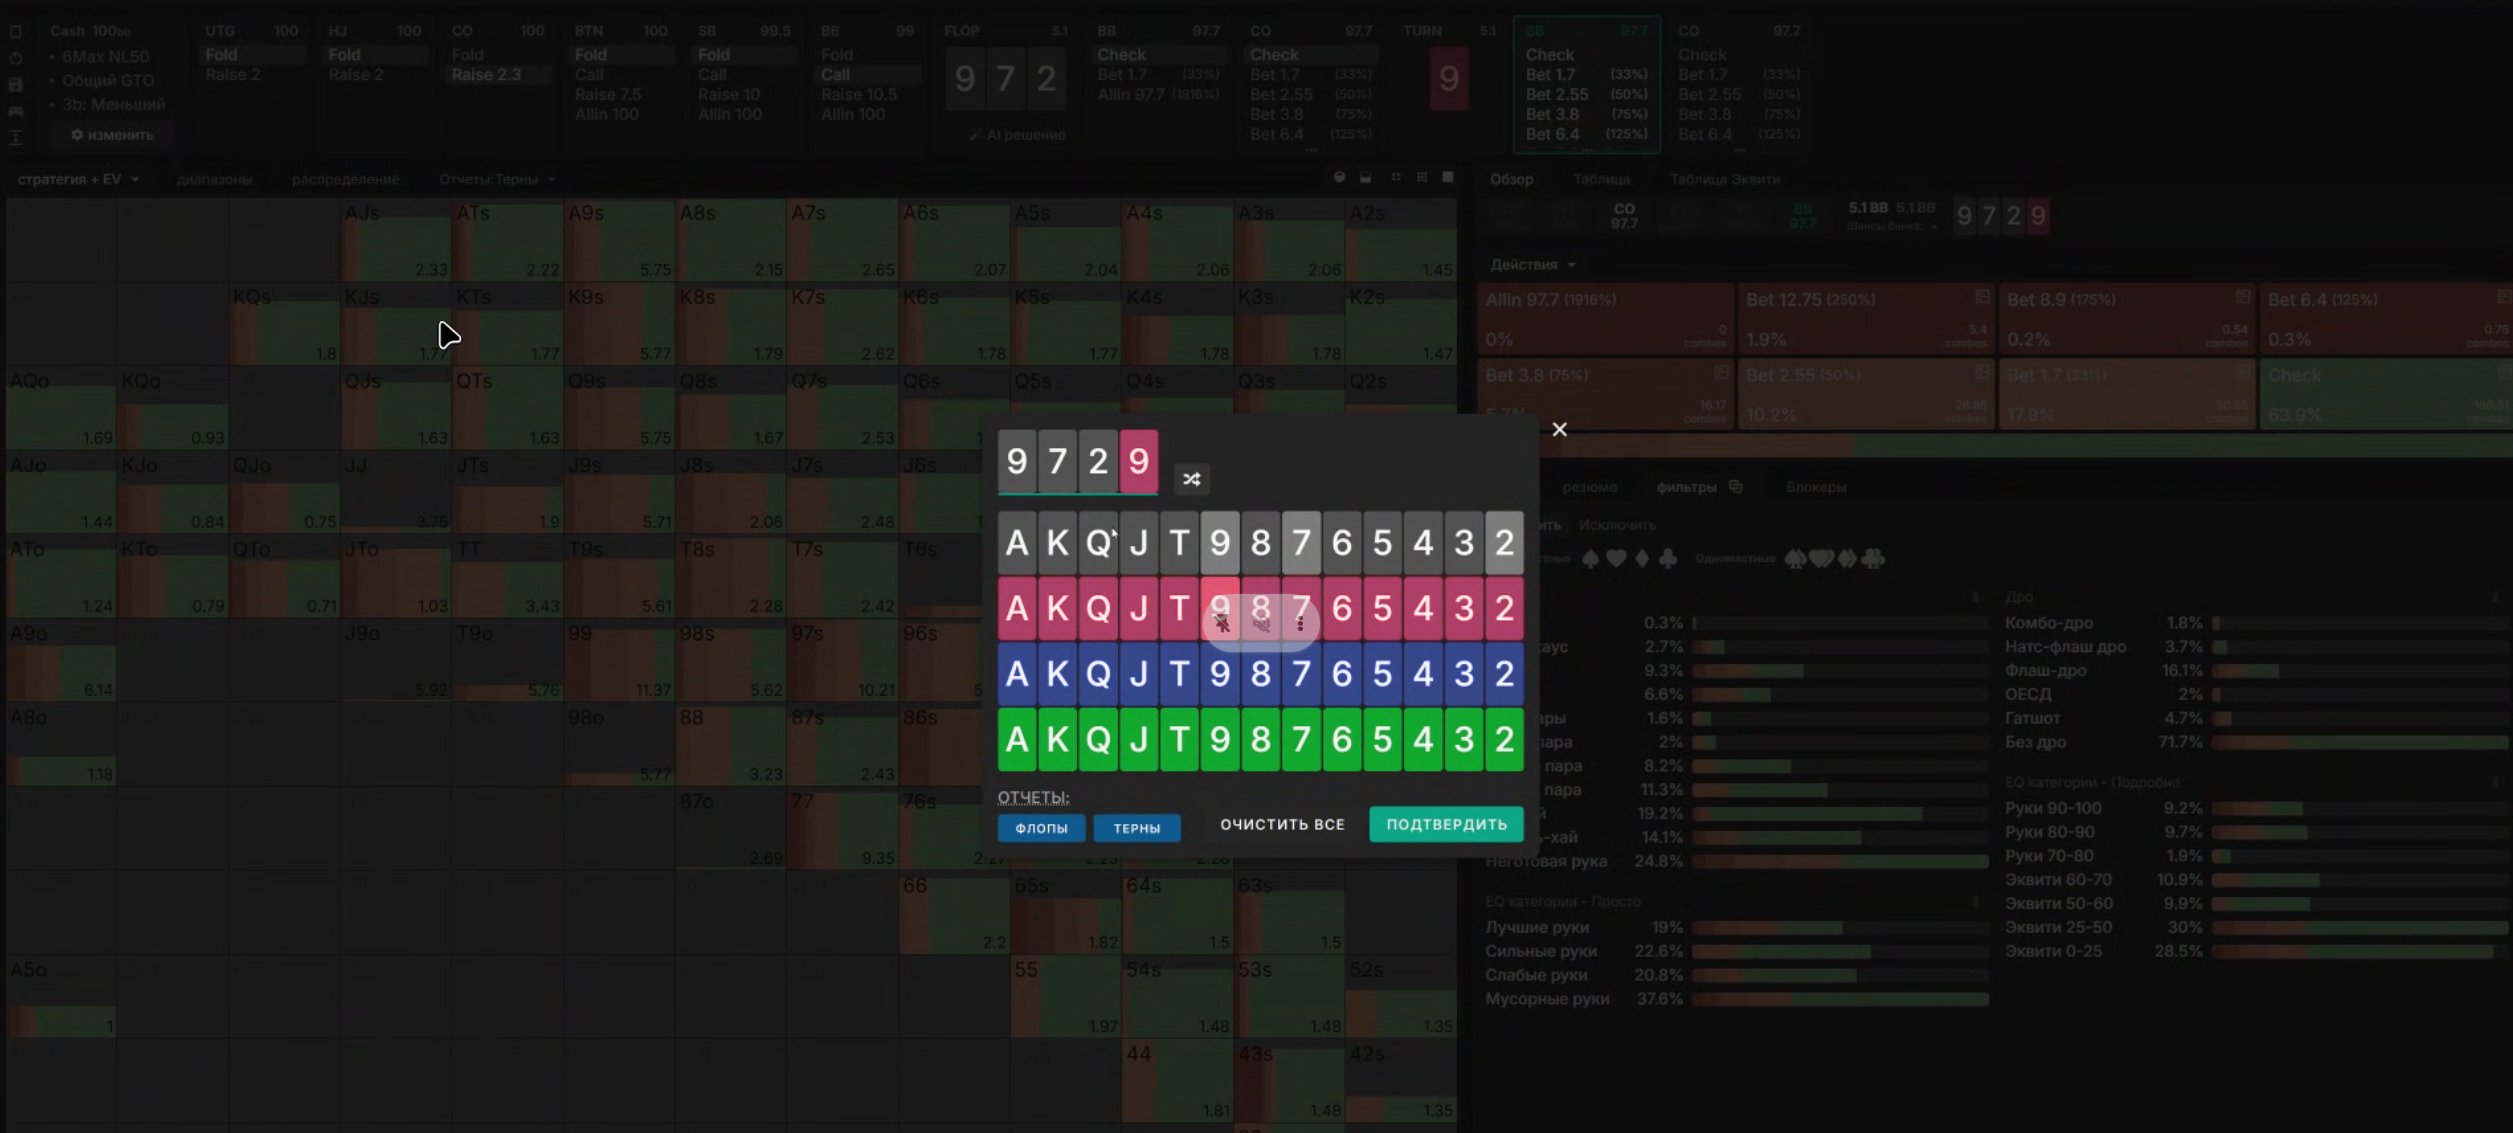 Cash 100bb
• 6Max NL50
• Общий GTO
• 3b: Меньший
изменить
UTG 100
Fold
Raise 2
HJ 100
Fold
Raise 2
CO 100
Fold
Raise 2.3
BTN 100
Fold
Call
Raise 7.5
Allin 100
SB 99.5
Fold
Call
Raise 10
Allin 100
BB 99
Fold
Call
Raise 10.5
Allin 100
FLOP 5.1
9 7 2
AI решение
BB 97.7
Check
Bet 1.7 (33%)
Allin 97.7 (1916%)
CO 97.7
Check
Bet 1.7 (33%)
Bet 2.55 (50%)
Bet 3.8 (75%)
Bet 6.4 (125%)
TURN 5.1
9
BB 97.7
Check
Bet 1.7 (33%)
Bet 2.55 (50%)
Bet 3.8 (75%)
Bet 6.4 (125%)
CO 97.7
Check
Bet 1.7 (33%)
Bet 2.55 (50%)
Bet 3.8 (75%)
Bet 6.4 (125%)
стратегия + EV диапазоны распределение Отчеты:Терны
AJs ATs A9s A8s A7s A6s A5s A4s A3s A2s
2.33 2.22 5.75 2.15 2.65 2.07 2.04 2.06 2.06 1.45
KQs KJs KTs K9s K8s K7s K6s K5s K4s K3s K2s
1.8 1.77 1.77 5.77 1.79 2.62 1.78 1.77 1.78 1.78 1.47
AQo KQo QJs QTs Q9s Q8s Q7s Q6s Q5s Q4s Q3s Q2s
1.69 0.93 1.63 1.63 5.75 1.67 2.53
AJo KJo QJo JJ JTs J9s J8s J7s J6s
1.44 0.84 0.75 3.75 1.9 5.71 2.06 2.48
ATo KTo QTo JTo TT T9s T8s T7s T6s
1.24 0.79 0.71 1.03 3.43 5.61 2.28 2.42
A9o J9o T9o 99 98s 97s 96s
6.14 5.92 5.76 11.37 5.62 10.21
A8o 98o 88 87s 86s
1.18 5.77 3.23 2.43
87o 77 76s
2.69 9.35 2.27 2.23 2.28
66 65s 64s 63s
2.2 1.82 1.5 1.5
A5o 55 54s 53s 52s
1 1.97 1.48 1.48 1.35
44 43s 42s
1.81 1.48 1.35
Обзор Таблица Таблица Эквити
CO
97.7
BB
97.7
5.1 BB 5.1 BB
Шансы банка: -
9 7 2 9
Действия
Allin 97.7 (1916%)
0% 0 combos
Bet 12.75 (250%)
1.9% 5.4 combos
Bet 8.9 (175%)
0.2% 0.54 combos
Bet 6.4 (125%)
0.3% 0.75 combos
Bet 3.8 (75%)
16.17 combos
Bet 2.55 (50%)
10.2% combos
Bet 1.7 (33%)
17.9% combos
Check
63.9% combos
резюме фильтры Блокеры
Исключить
Одномастные
9 7 2 9
A K Q J T 9 8 7 6 5 4 3 2
A K Q J T 9 8 7 6 5 4 3 2
A K Q J T 9 8 7 6 5 4 3 2
A K Q J T 9 8 7 6 5 4 3 2
ОТЧЕТЫ:
ФЛОПЫ ТЕРНЫ ОЧИСТИТЬ ВСЕ ПОДТВЕРДИТЬ
0.3%
2.7%
9.3%
6.6%
1.6%
2%
пара 8.2%
пара 11.3%
19.2%
14.1%
Неготовая рука 24.8%
EQ категории - Просто
Лучшие руки 19%
Сильные руки 22.6%
Слабые руки 20.8%
Мусорные руки 37.6%
Дро
Комбо-дро 1.8%
Натс-флаш дро 3.7%
Флаш-дро 16.1%
ОЕСД 2%
Гатшот 4.7%
Без дро 71.7%
EQ категории - Подробно.
Руки 90-100 9.2%
Руки 80-90 9.7%
Руки 70-80 1.9%
Эквити 60-70 10.9%
Эквити 50-60 9.9%
Эквити 25-50 30%
Эквити 0-25 28.5%